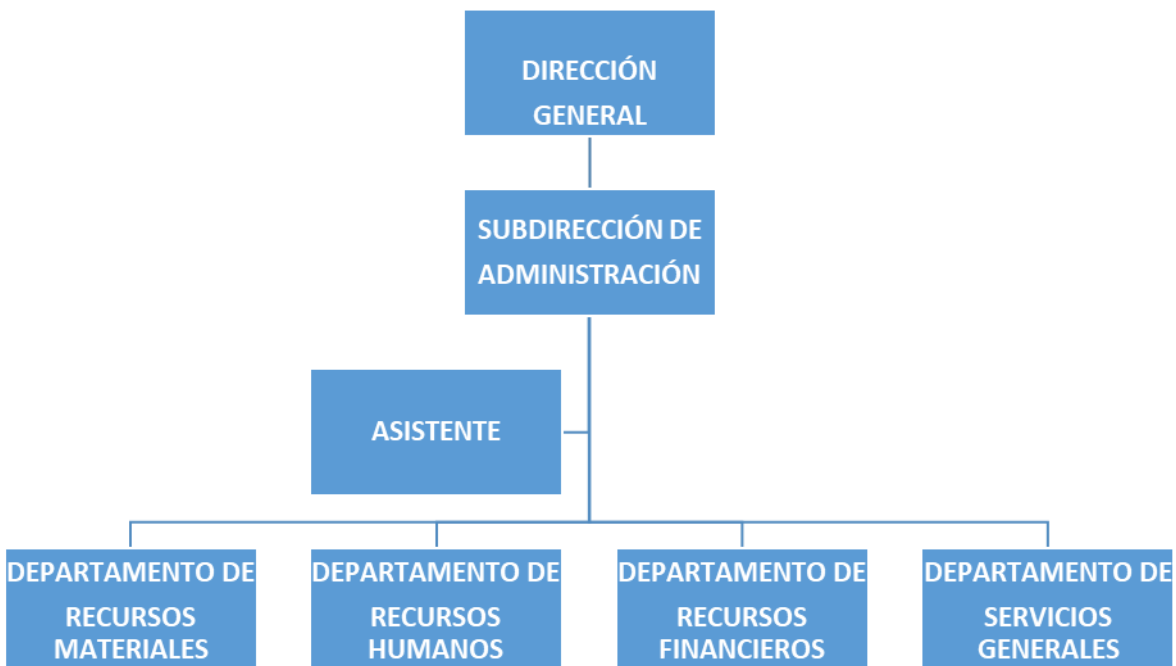 DIRECCIÓN
GENERAL
SUBDIRECCIÓN DE
ADMINISTRACIÓN
ASISTENTE
DEPARTAMENTO DE
RECURSOS
MATERIALES
DEPARTAMENTO DE
RECURSOS
HUMANOS
DEPARTAMENTO DE
RECURSOS
FINANCIEROS
DEPARTAMENTO DE
SERVICIOS
GENERALES